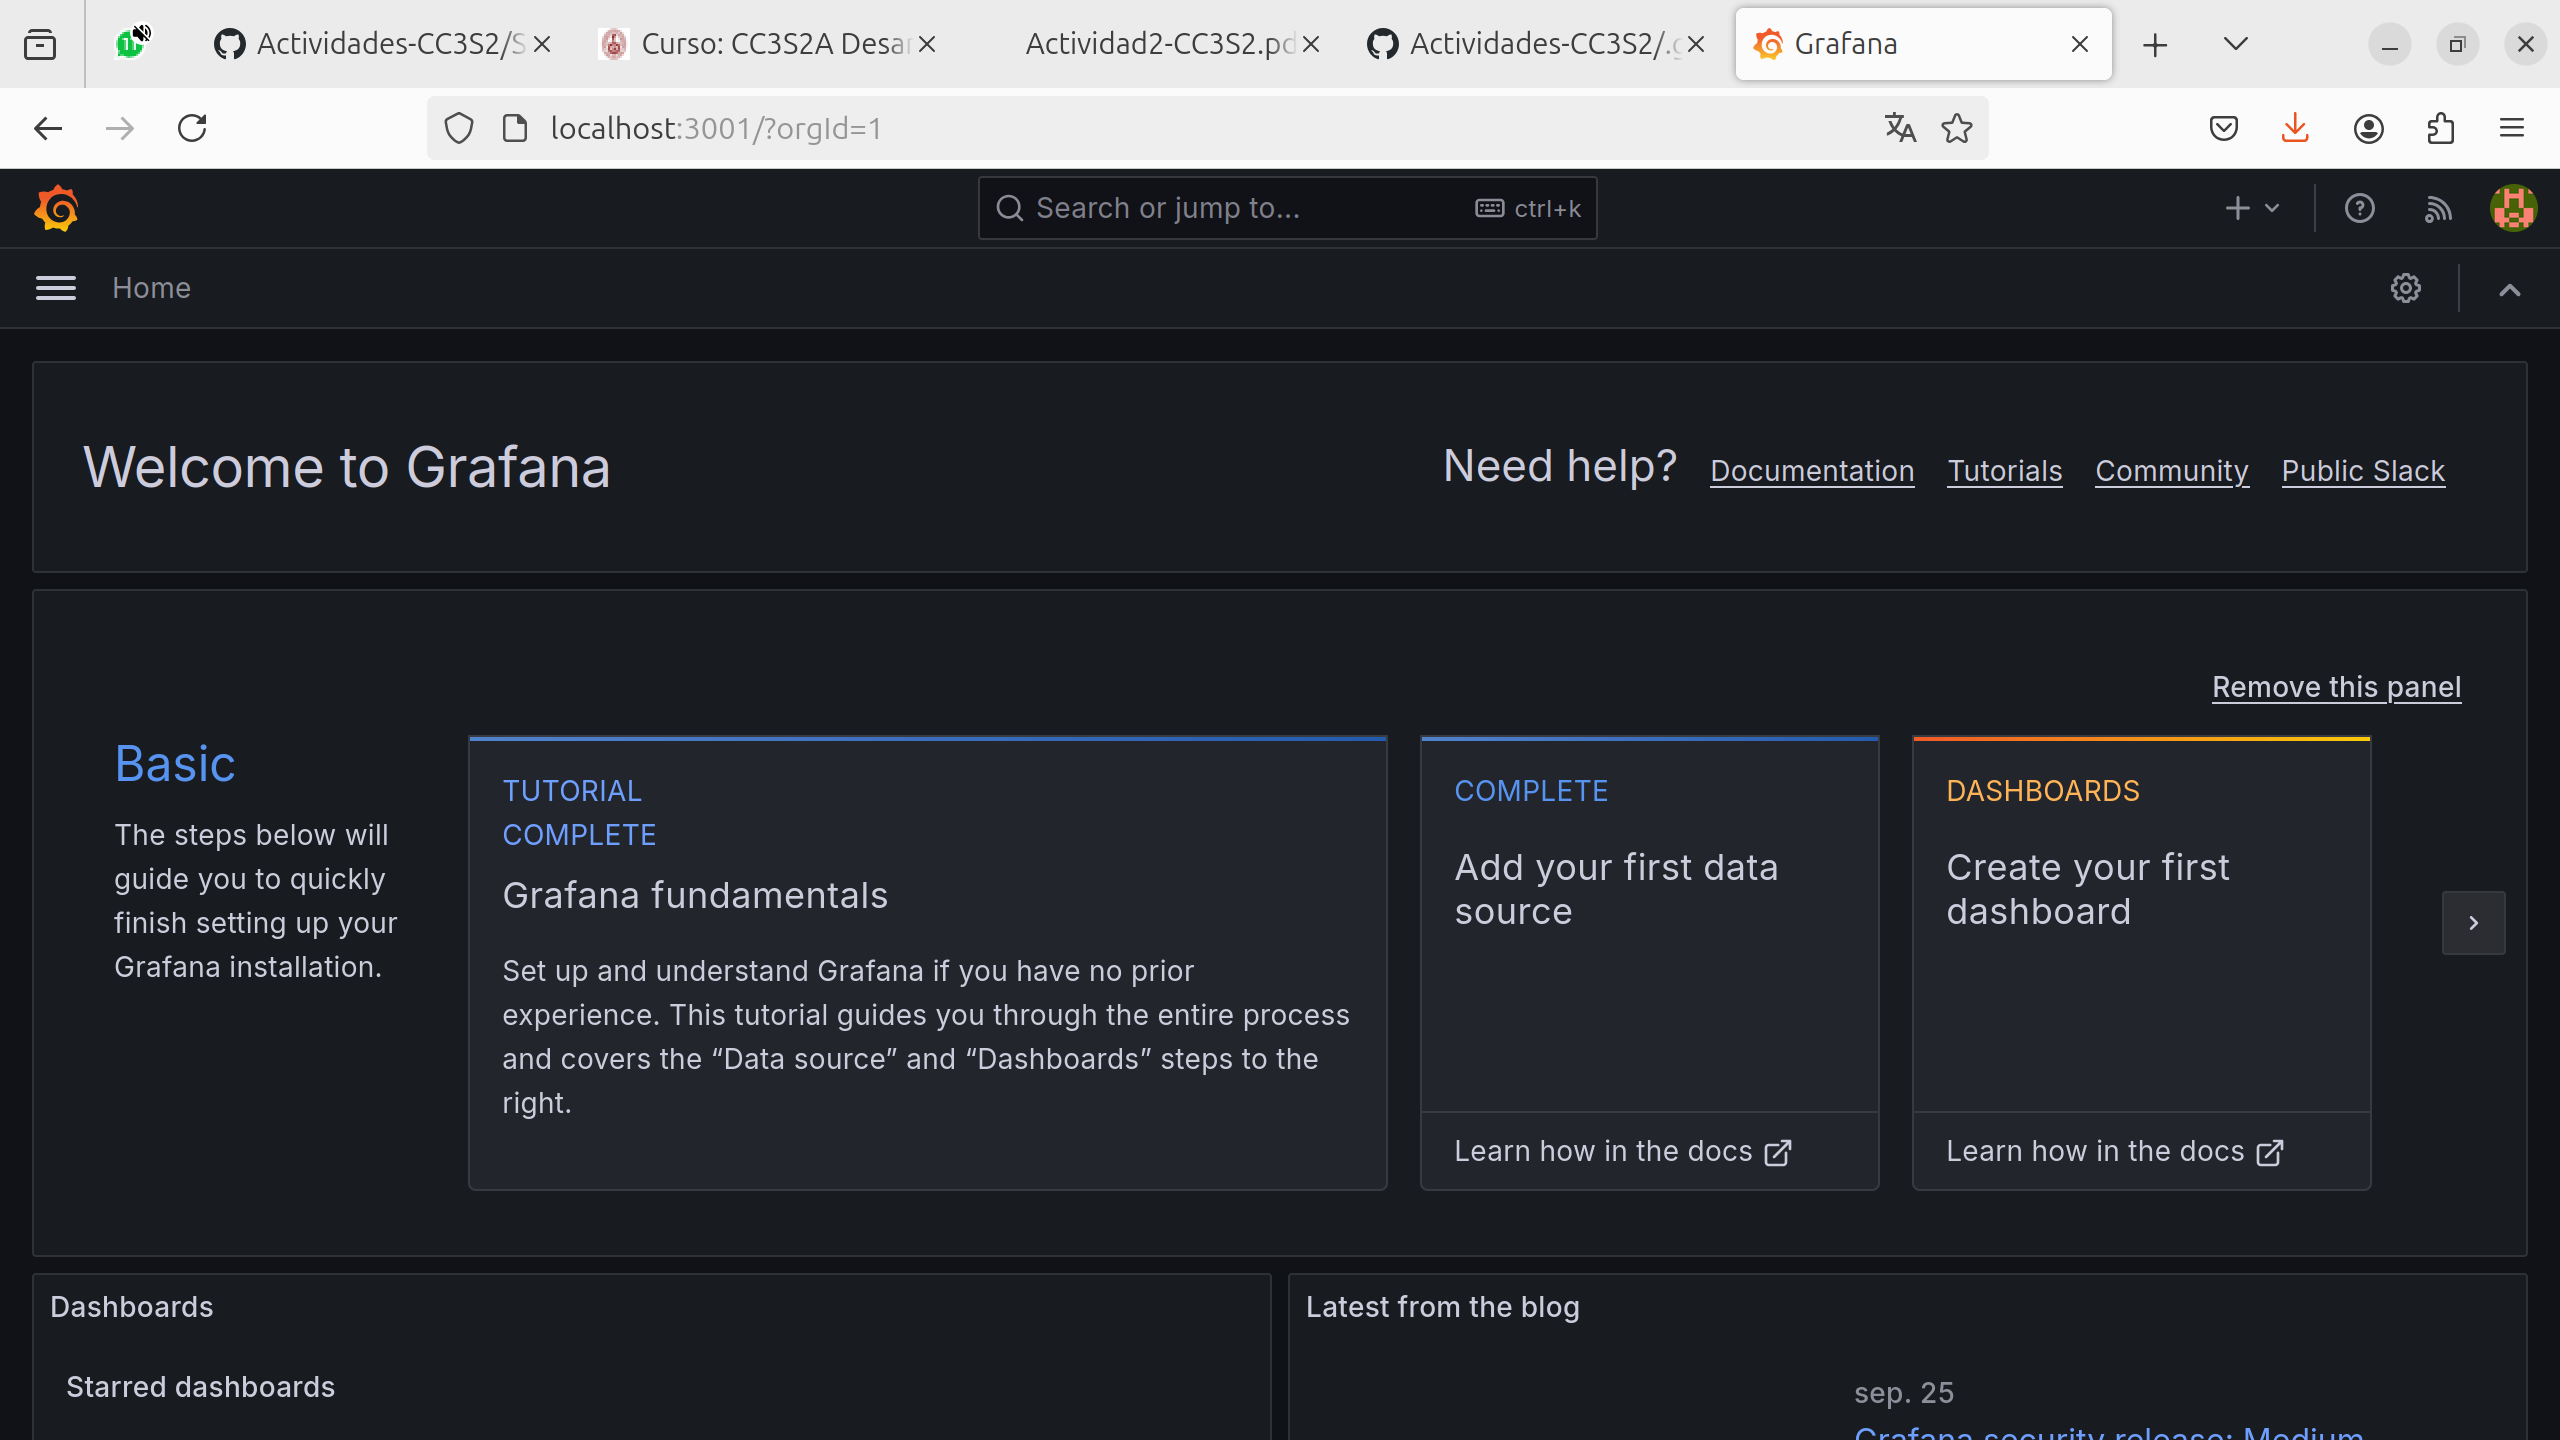 Actividades-CC3S2/S
Curso: CC3S2A Desar
Actividad2-CC3S2.pd
Actividades-CC3S2/.g
Grafana
localhost:3001/?orgId=1
Search or jump to...
ctrl+k
Home
Welcome to Grafana
Need help?
Documentation
Tutorials
Community
Public Slack
Remove this panel
Basic
The steps below will
guide you to quickly
finish setting up your
Grafana installation.
TUTORIAL
COMPLETE
Grafana fundamentals
Set up and understand Grafana if you have no prior
experience. This tutorial guides you through the entire process
and covers the “Data source” and “Dashboards” steps to the
right.
COMPLETE
Add your first data
source
Learn how in the docs
DASHBOARDS
Create your first
dashboard
Learn how in the docs
Dashboards
Starred dashboards
Latest from the blog
sep. 25
Grafana security release: Medium